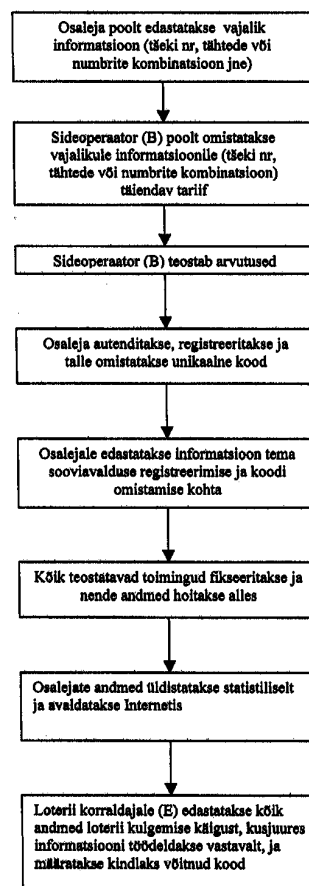 Osaleja poolt edastatakse vajalik
informatsioon (tšeki nr, tähtede või
numbrite kombinatsioon jne)
Sideoperaator (B) poolt omistatakse
vajalikule informatsioonile (tšeki nr,
tähtede või numbrite kombinatsioon)
täiendav tariif
Sideoperaator (B) teostab arvutused
Osaleja autenditakse, registreeritakse ja
talle omistatakse unikaalne kood
Osalejale edastatakse informatsioon tema
sooviavalduse registreerimise ja koodi
omistamise kohta
Kõik teostatavad toimingud fikseeritakse ja
nende andmed hoitakse alles
Osalejate andmed üldistatakse statistiliselt
ja avaldatakse Internetis
Loterii korraldajale (E) edastatakse kõik
andmed loterii kulgemise käigust, kusjuures
informatsiooni töödeldakse vastavalt, ja
määratakse kindlaks võitnud kood